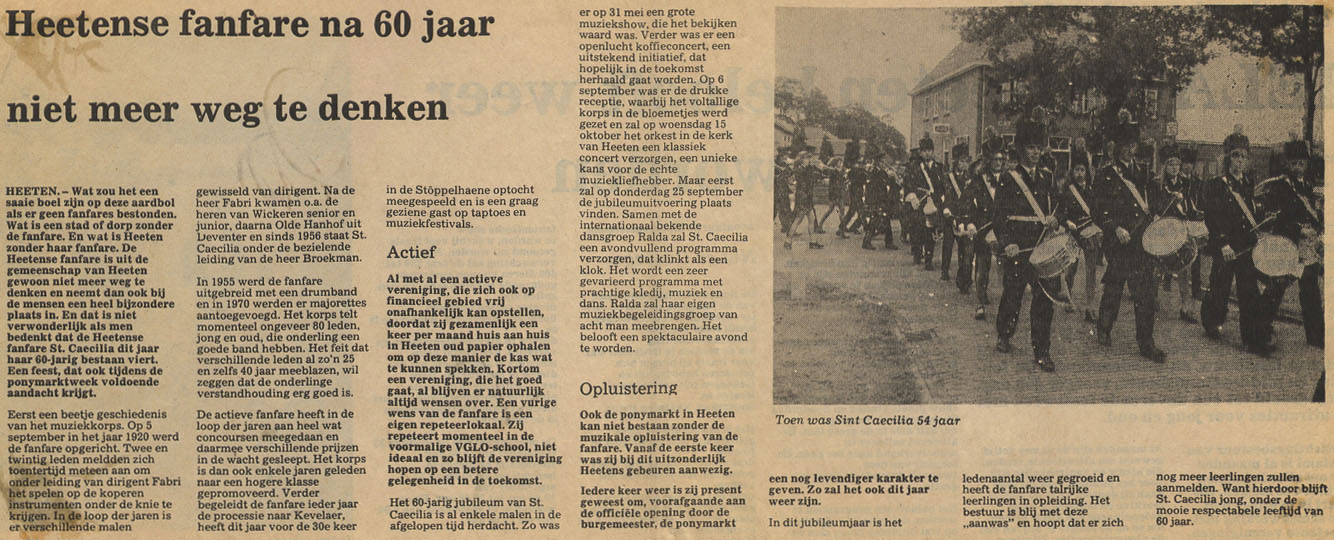 Heetense fanfare na 60 jaar
niet meer weg te denken
HEETEN. – Wat zou het een
saaie boel zijn op deze aardbol
als er geen fanfares bestonden.
Wat is een stad of dorp zonder
de fanfare. En wat is Heeten
zonder haar fanfare. De
Heetense fanfare is uit de
gemeenschap van Heeten
gewoon niet meer weg te
denken en neemt dan ook bij
de mensen een heel bijzondere
plaats in. En dat is niet
verwonderlijk als men
bedenkt dat de Heetense
fanfare St. Caecilia dit jaar
haar 60-jarig bestaan viert.
Een feest, dat ook tijdens de
ponymarktweek voldoende
aandacht krijgt.
Eerst een beetje geschiedenis
van het muziekkorps. Op 5
september in het jaar 1920 werd
de fanfare opgericht. Twee en
twintig leden meldden zich
toentertijd meteen aan om
onder leiding van dirigent Fabri
het spelen op de koperen
instrumenten onder de knie te
krijgen. In de loop der jaren is
er verschillende malen
gewisseld van dirigent. Na de
heer Fabri kwamen o.a. de
heren van Wickeren senior en
junior, daarna Olde Hanhof uit
Deventer en sinds 1956 staat St.
Caecilia onder de bezielende
leiding van de heer Broekman.
In 1955 werd de fanfare
uitgebreid met een drumband
en in 1970 werden er majorettes
aantoegevoegd. Het korps telt
momenteel ongeveer 80 leden,
jong en oud, die onderling een
goede band hebben. Het feit dat
verschillende leden al zo'n 25
en zelfs 40 jaar meeblazen, wil
zeggen dat de onderlinge
verstandhouding erg goed is.
De actieve fanfare heeft in de
loop der jaren aan heel wat
concoursen meegedaan en
daarmee verschillende prijzen
in de wacht gesleept. Het korps
is dan ook enkele jaren geleden
naar een hogere klasse
gepromoveerd. Verder
begeleidt de fanfare ieder jaar
de processie naar Kevelaer,
heeft dit jaar voor de 30e keer
in de Stöppelhaene optocht
meegespeeld en is een graag
geziene gast op taptoes en
muziekfestivals.
Actief
Al met al een actieve
vereniging, die zich ook op
financieel gebied vrij
onafhankelijk kan opstellen,
doordat zij gezamenlijk een
keer per maand huis aan huis
in Heeten oud papier ophalen
om op deze manier de kas wat
te kunnen spekken. Kortom
een vereniging, die het goed
gaat, al blijven er natuurlijk
altijd wensen over. Een vurige
wens van de fanfare is een
eigen repeteerlokaal. Zij
repeteert momenteel in de
voormalige VGLO-school, niet
ideaal en zo blijft de vereniging
hopen op een betere
gelegenheid in de toekomst.
Het 60-jarig jubileum van St.
Caecilia is al enkele malen in de
afgelopen tijd herdacht. Zo was
er op 31 mei een grote
muziekshow, die het bekijken
waard was. Verder was er een
openlucht koffieconcert, een
uitstekend initiatief, dat
hopelijk in de toekomst
herhaald gaat worden. Op 6
september was er de drukke
receptie, waarbij het voltallige
korps in de bloemetjes werd
gezet en zal op woensdag 15
oktober het orkest in de kerk
van Heeten een klassiek
concert verzorgen, een unieke
kans voor de echte
muziekliefhebber. Maar eerst
zal op donderdag 25 september
de jubileumuitvoering plaats
vinden. Samen met de
internationaal bekende
dansgroep Ralda zal St. Caecilia
een avondvullend programma
verzorgen, dat klinkt als een
klok. Het wordt een zeer
gevarieerd programma met
prachtige kledij, muziek en
dans. Ralda zal haar eigen
muziekbegeleidingsgroep van
acht man meebrengen. Het
belooft een spektaculaire avond
te worden.
Opluistering
Ook de ponymarkt in Heeten
kan niet bestaan zonder de
muzikale opluistering van de
fanfare. Vanaf de eerste keer
was zij bij dit uitzonderlijk
Heetens gebeuren aanwezig.
Iedere keer weer is zij present
geweest om, voorafgaande aan
de officiële opening door de
burgemeester, de ponymarkt
Toen was Sint Caecilia 54 jaar
een nog levendiger karakter te
geven. Zo zal het ook dit jaar
weer zijn.
In dit jubileumjaar is het
ledenaantal weer gegroeid en
heeft de fanfare talrijke
leerlingen in opleiding. Het
bestuur is blij met deze
„aanwas" en hoopt dat er zich
nog meer leerlingen zullen
aanmelden. Want hierdoor blijft
St. Caecilia jong, onder de
mooie respectabele leeftijd van
60 jaar.